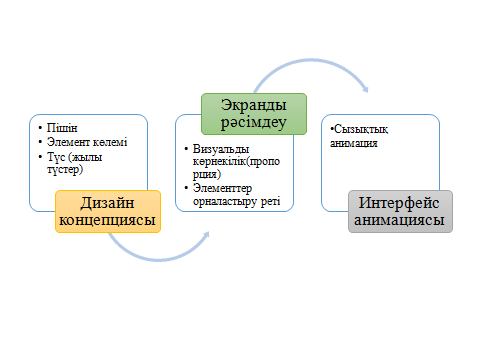 • Пішін
• Элемент көлемі
• Түс (жылы
түстер)
Дизайн
концепциясы
Экранды
рәсімдеу
• Визуальды
көрнекілік(пропо
рция)
• Элементтер
орналастыру реті
•Сызықтық
анимация
Интерфейс
анимациясы